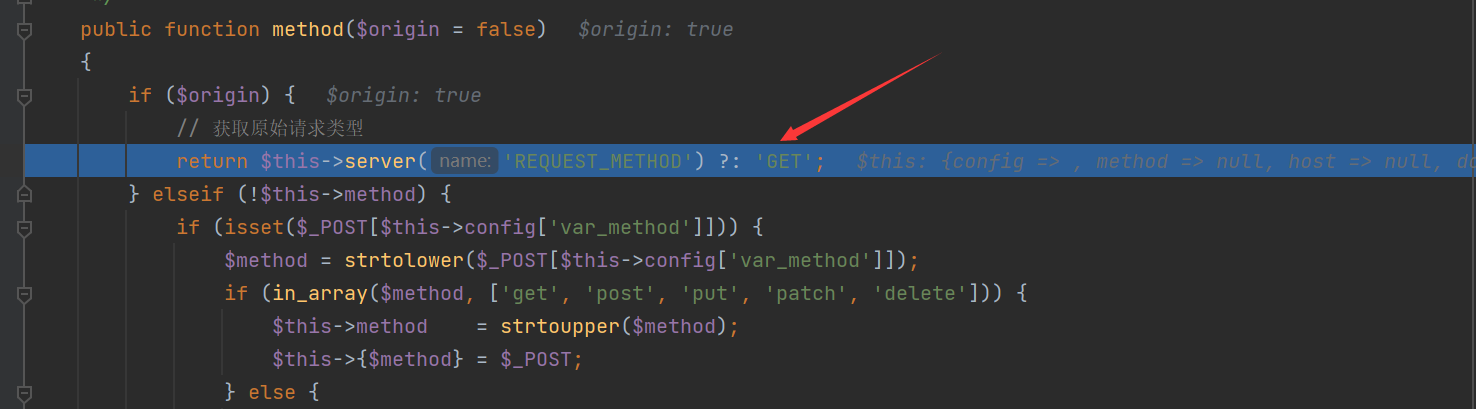 */
public function method($origin = false)   $origin: true
{
    if ($origin) {   $origin: true
        // 获取原始请求类型
        return $this->server( name: 'REQUEST_METHOD') ?: 'GET';   $this: {config => , method => null, host => null, do
    } elseif (!$this->method) {
        if (isset($_POST[$this->config['var_method']])) {
            $method = strtolower($_POST[$this->config['var_method']]);
            if (in_array($method, ['get', 'post', 'put', 'patch', 'delete'])) {
                $this->method    = strtoupper($method);
                $this->{$method} = $_POST;
            } else {